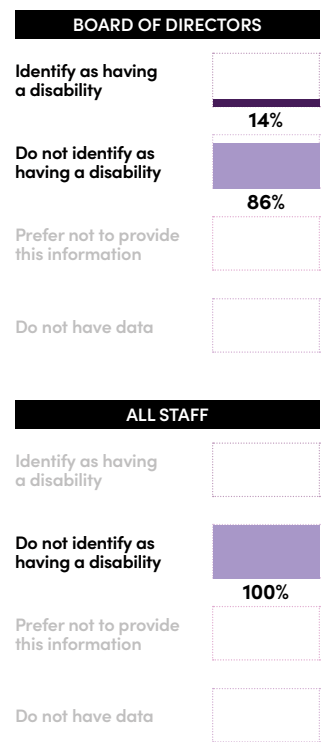 BOARD OF DIRECTORS
Identify as having
a disability
14%
Do not identify as
having a disability
86%
Prefer not to provide
this information
Do not have data
ALL STAFF
Identify as having
a disability
Do not identify as
having a disability
100%
Prefer not to provide
this information
Do not have data